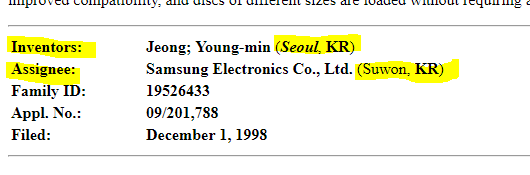 improved compatibility, and discs of different sizes are loaded without requiring a
Inventors: Jeong; Young-min (Seoul, KR)
Assignee: Samsung Electronics Co., Ltd. (Suwon, KR)
Family ID: 19526433
Appl. No.: 09/201,788
Filed: December 1, 1998